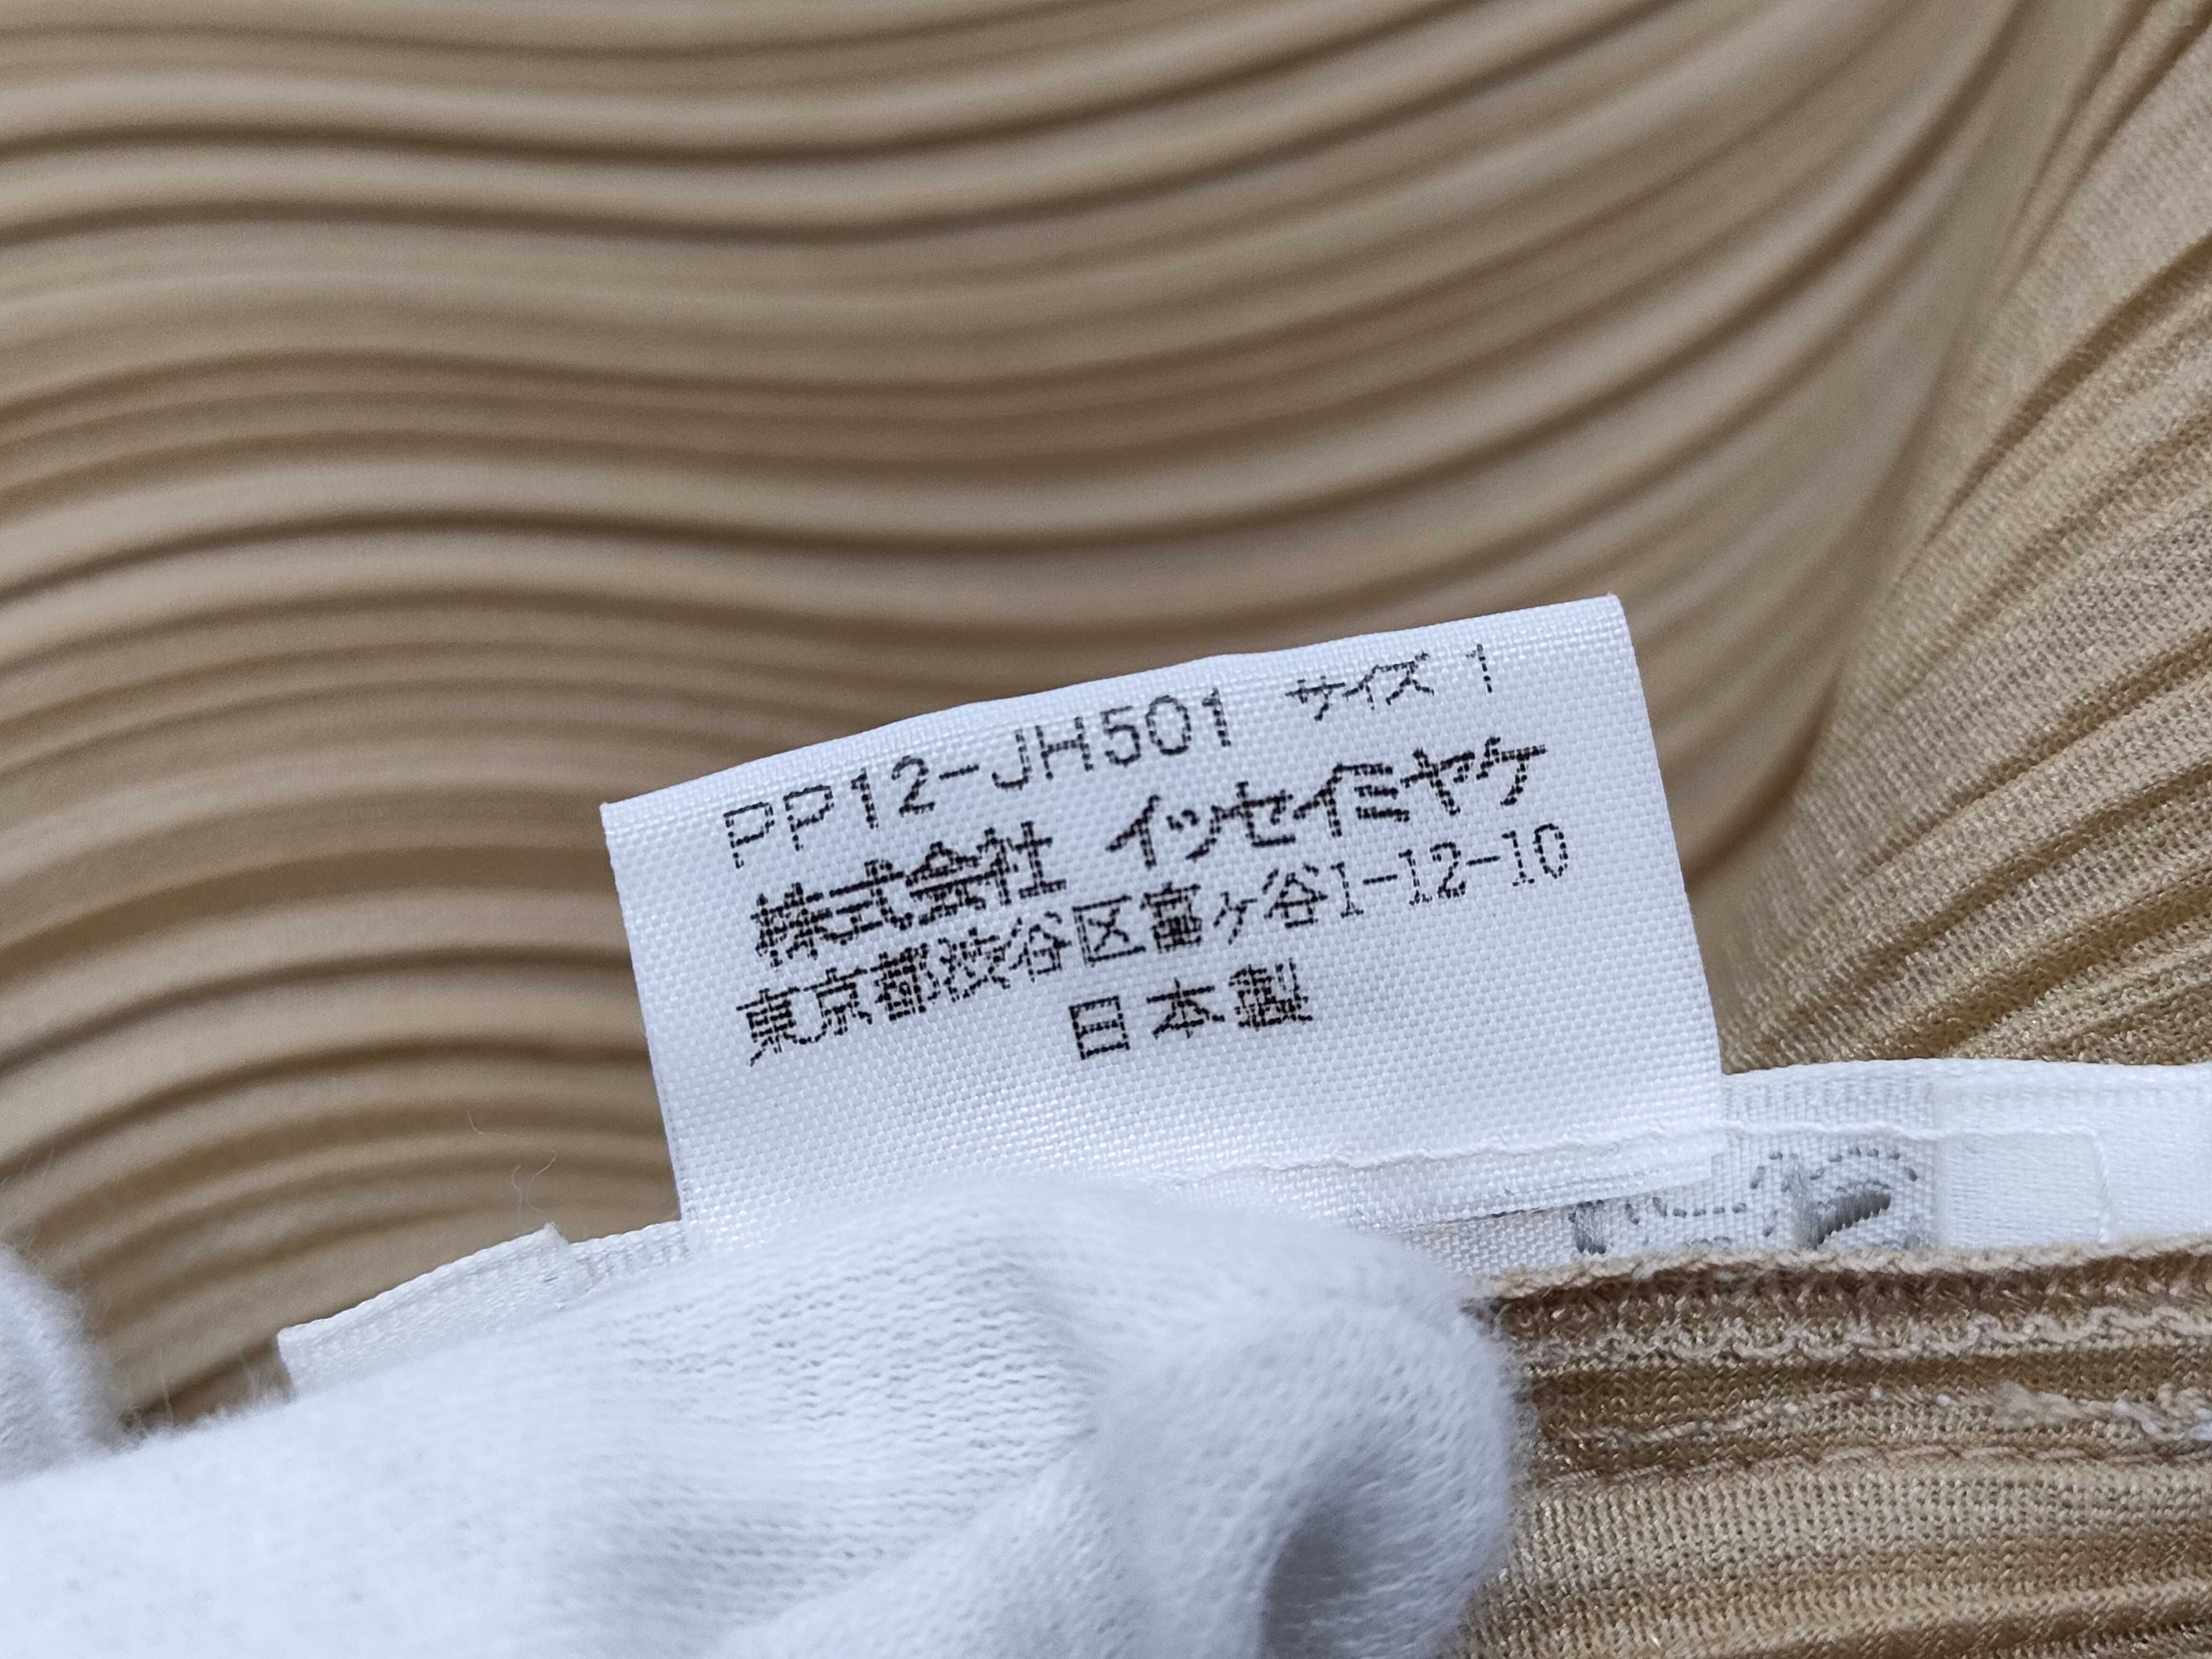 PP12-JH501 サイズ 1
株式会社 イッセイミヤケ
東京都渋谷区富ヶ谷1-12-10
日本製